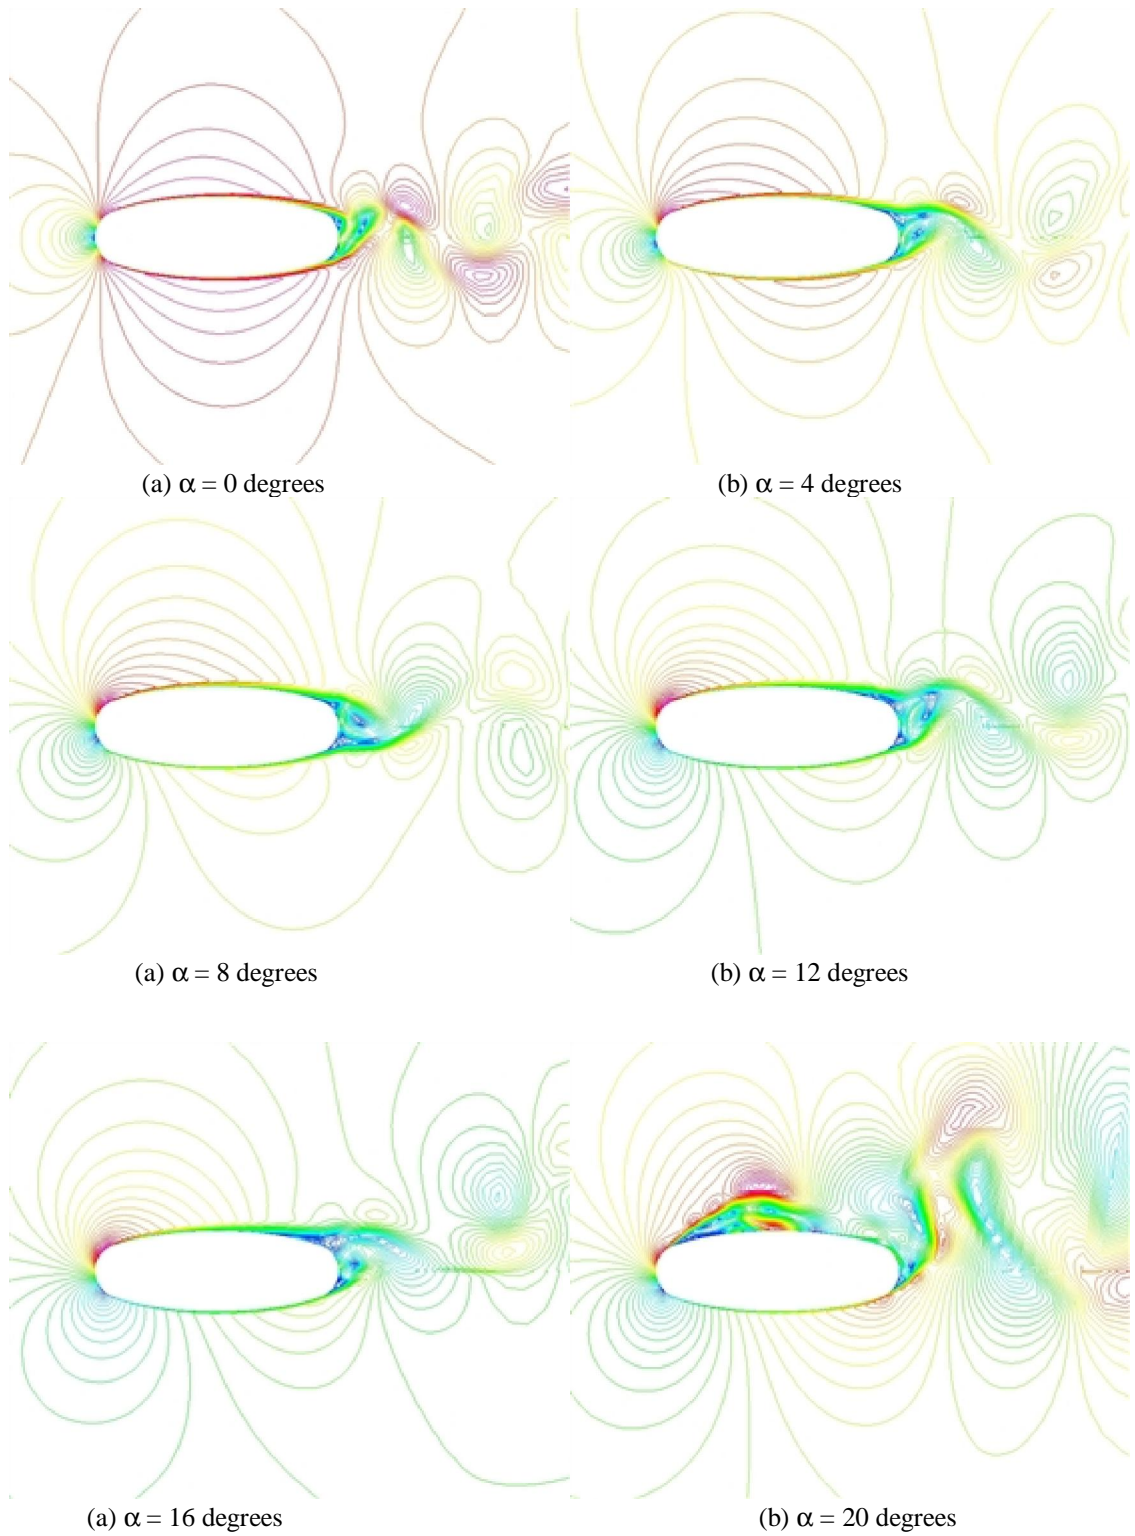 (a) α = 0 degrees
(b) α = 4 degrees
(a) α = 8 degrees
(b) α = 12 degrees
(a) α = 16 degrees
(b) α = 20 degrees